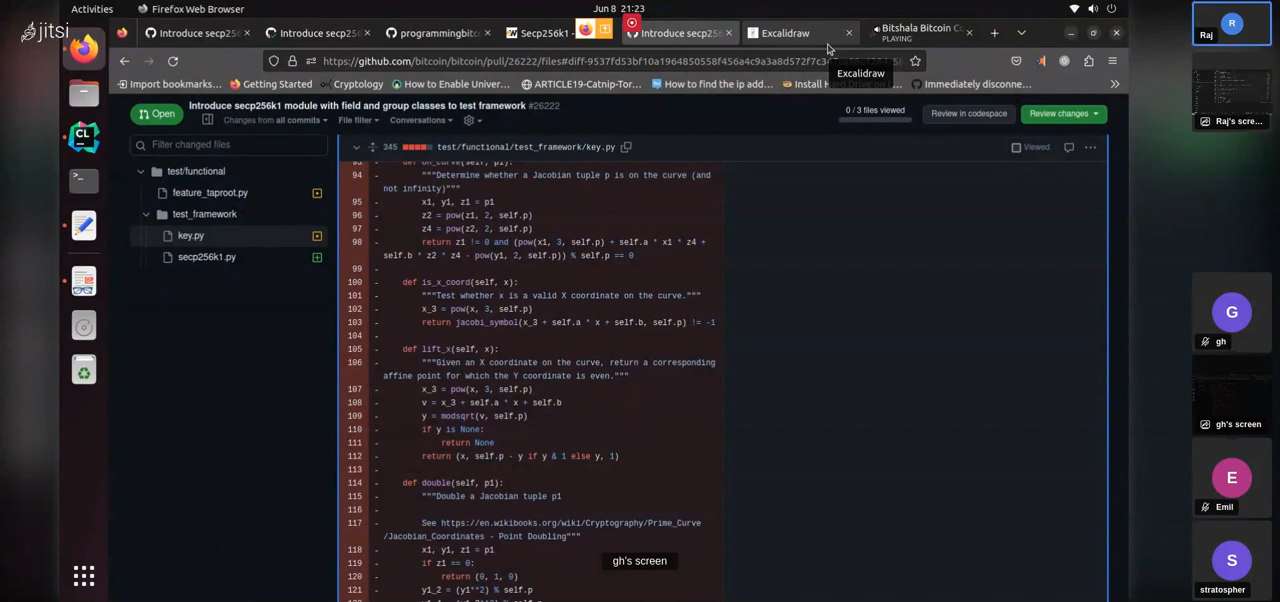 jitsi
Activities
Firefox Web Browser
Jun 8 21:23
Introduce secp256
Introduce secp256
programmingbitc
Secp256k1 -
Introduce secp256
Excalidraw
Bitshala Bitcoin Co
PLAYING
https://github.com/bitcoin/bitcoin/pull/26222/files#diff-9537fd53bf10a1964850558f456a4c9a3a8d572f7c
Excalidraw
Import bookmarks...
Getting Started
Cryptology
How to Enable Univer...
ARTICLE19-Catnip-Tor...
How to find the ip add...
Install
Immediately disconne...
Open
Introduce secp256k1 module with field and group classes to test framework #26222
Changes from all commits
File filter
Conversations
0 / 3 files viewed
Review in codespace
Review changes
Filter changed files
test/functional
feature_taproot.py
test_framework
key.py
secp256k1.py
345
test/functional/test_framework/key.py
Viewed
93 - def on_curve(self, p1):
94 - """Determine whether a Jacobian tuple p is on the curve (and
not infinity)"""
95 - x1, y1, z1 = p1
96 - z2 = pow(z1, 2, self.p)
97 - z4 = pow(z2, 2, self.p)
98 - return z1 != 0 and (pow(x1, 3, self.p) + self.a * x1 * z4 +
self.b * z2 * z4 - pow(y1, 2, self.p)) % self.p == 0
99 -
100 - def is_x_coord(self, x):
101 - """Test whether x is a valid X coordinate on the curve."""
102 - x_3 = pow(x, 3, self.p)
103 - return jacobi_symbol(x_3 + self.a * x + self.b, self.p) != -1
104 -
105 - def lift_x(self, x):
106 - """Given an X coordinate on the curve, return a corresponding
affine point for which the Y coordinate is even."""
107 - x_3 = pow(x, 3, self.p)
108 - v = x_3 + self.a * x + self.b
109 - y = modsqrt(v, self.p)
110 - if y is None:
111 - return None
112 - return (x, self.p - y if y & 1 else y, 1)
113 -
114 - def double(self, p1):
115 - """Double a Jacobian tuple p1
116 -
117 - See https://en.wikibooks.org/wiki/Cryptography/Prime_Curve
/Jacobian_Coordinates - Point Doubling"""
118 - x1, y1, z1 = p1
119 - if z1 == 0:
120 - return (0, 1, 0)
121 - y1_2 = (y1**2) % self.p
gh's screen
R
Raj
Raj's scre...
G
gh
gh's screen
E
Emil
S
stratospher